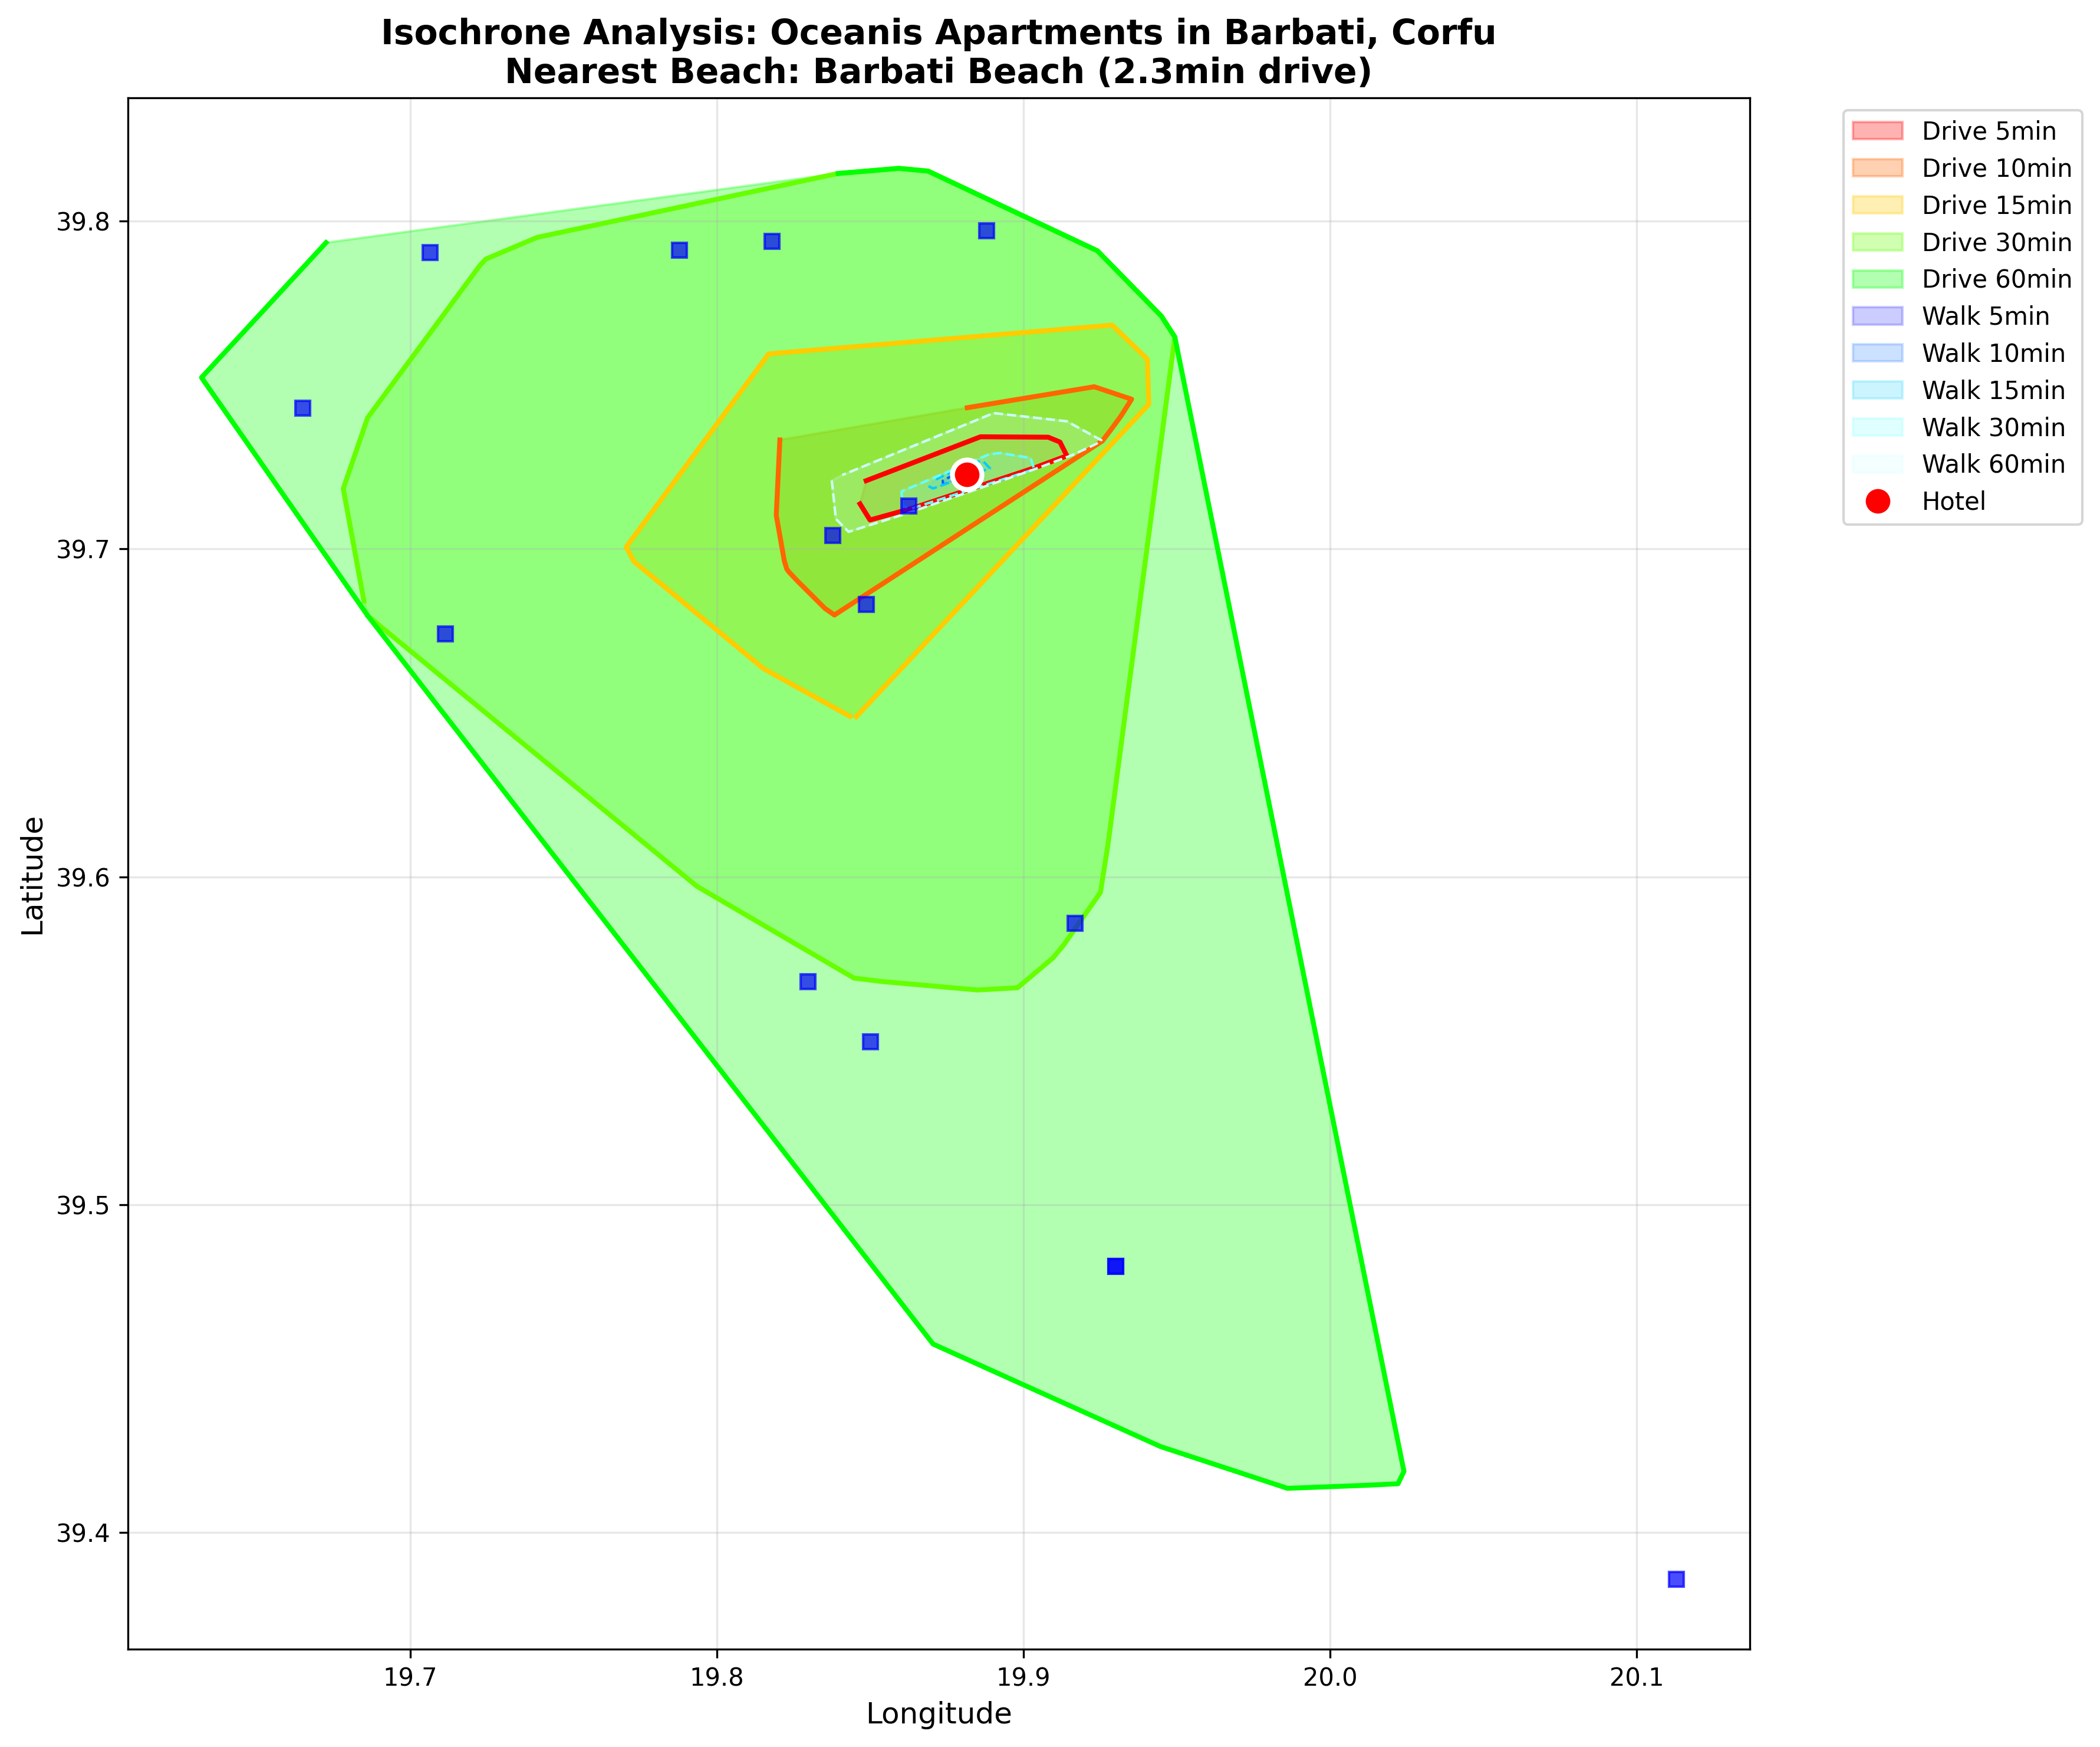 Isochrone Analysis: Oceanis Apartments in Barbati, Corfu
Nearest Beach: Barbati Beach (2.3min drive)
Drive 5min
Drive 10min
Drive 15min
Drive 30min
Drive 60min
Walk 5min
Walk 10min
Walk 15min
Walk 30min
Walk 60min
Hotel
Latitude
39.8
39.7
39.6
39.5
39.4
19.7
19.8
19.9
20.0
20.1
Longitude